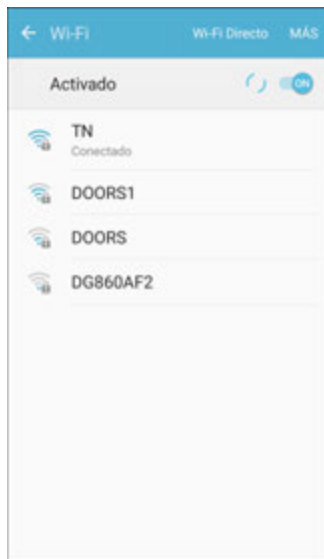 Wi-Fi Wi-Fi Directo MÁS
Activado ON
TN
Conectado
DOORS1
DOORS
DG860AF2